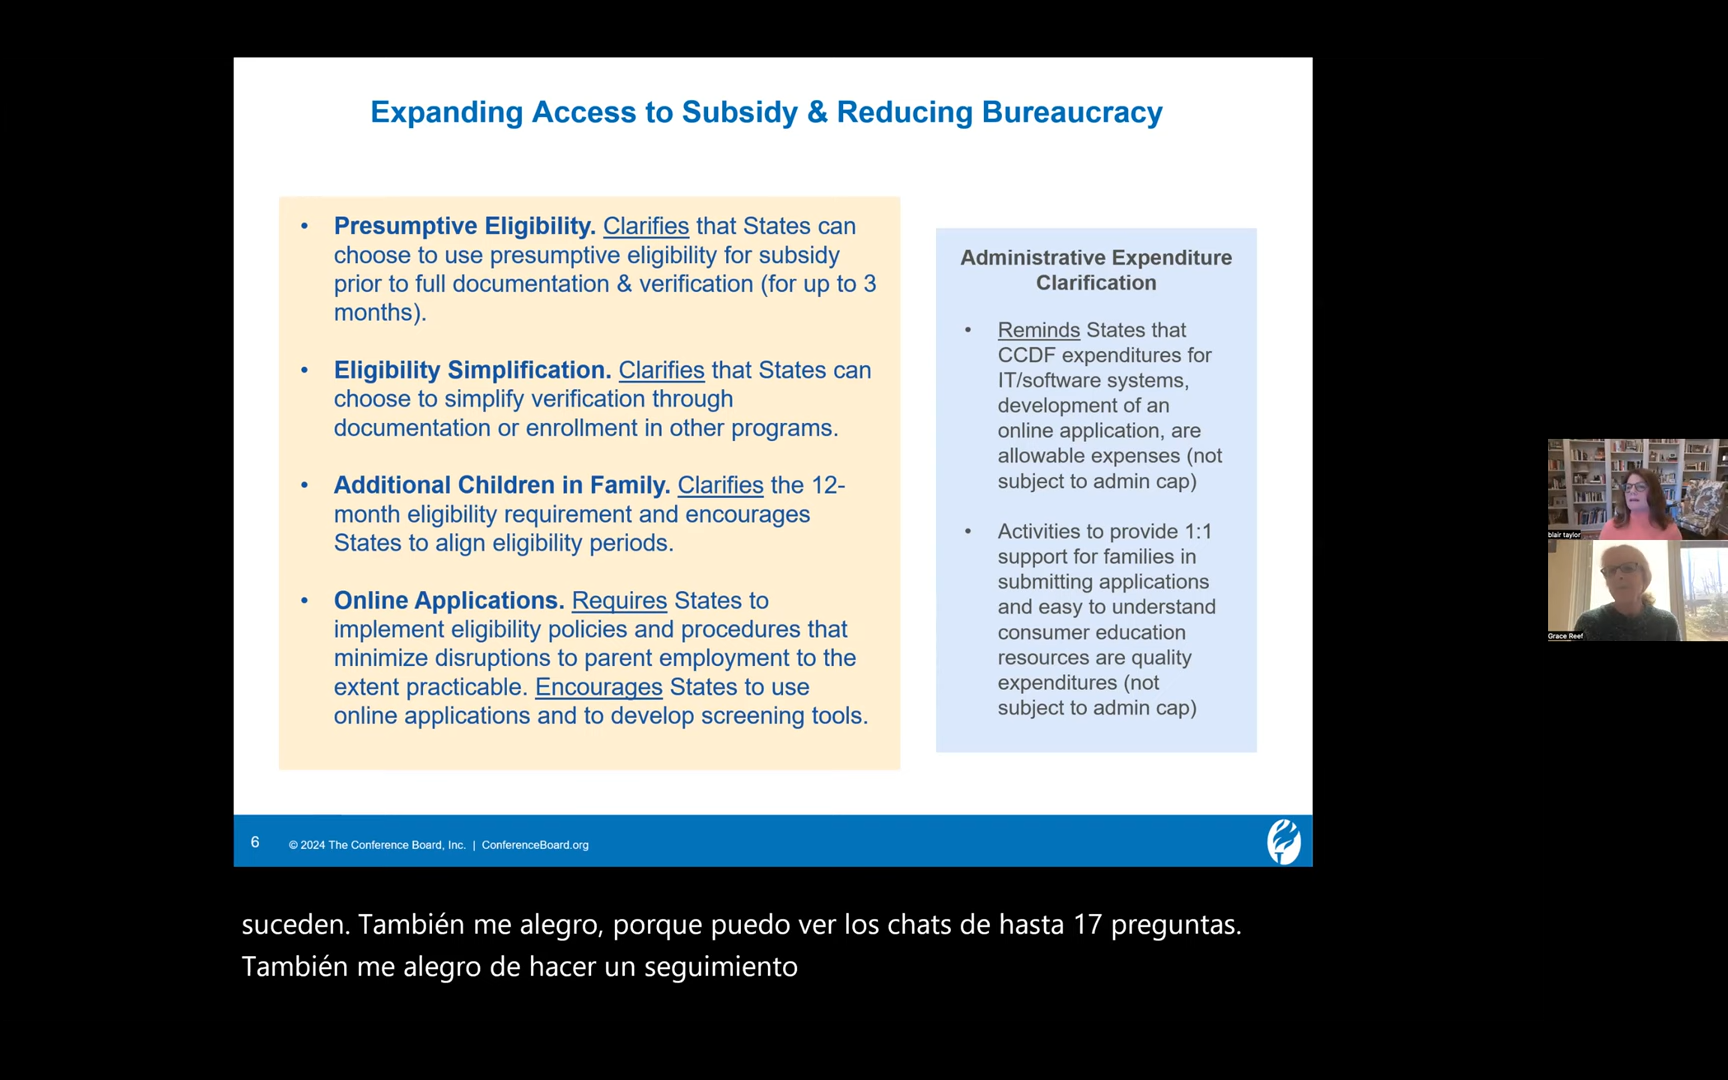 Expanding Access to Subsidy & Reducing Bureaucracy
• Presumptive Eligibility. Clarifies that States can
choose to use presumptive eligibility for subsidy
prior to full documentation & verification (for up to 3
months).
• Eligibility Simplification. Clarifies that States can
choose to simplify verification through
documentation or enrollment in other programs.
• Additional Children in Family. Clarifies the 12-
month eligibility requirement and encourages
States to align eligibility periods.
• Online Applications. Requires States to
implement eligibility policies and procedures that
minimize disruptions to parent employment to the
extent practicable. Encourages States to use
online applications and to develop screening tools.
Administrative Expenditure
Clarification
• Reminds States that
CCDF expenditures for
IT/software systems,
development of an
online application, are
allowable expenses (not
subject to admin cap)
• Activities to provide 1:1
support for families in
submitting applications
and easy to understand
consumer education
resources are quality
expenditures (not
subject to admin cap)
blair taylor
Grace Reef
6 © 2024 The Conference Board, Inc. | ConferenceBoard.org
suceden. También me alegro, porque puedo ver los chats de hasta 17 preguntas.
También me alegro de hacer un seguimiento